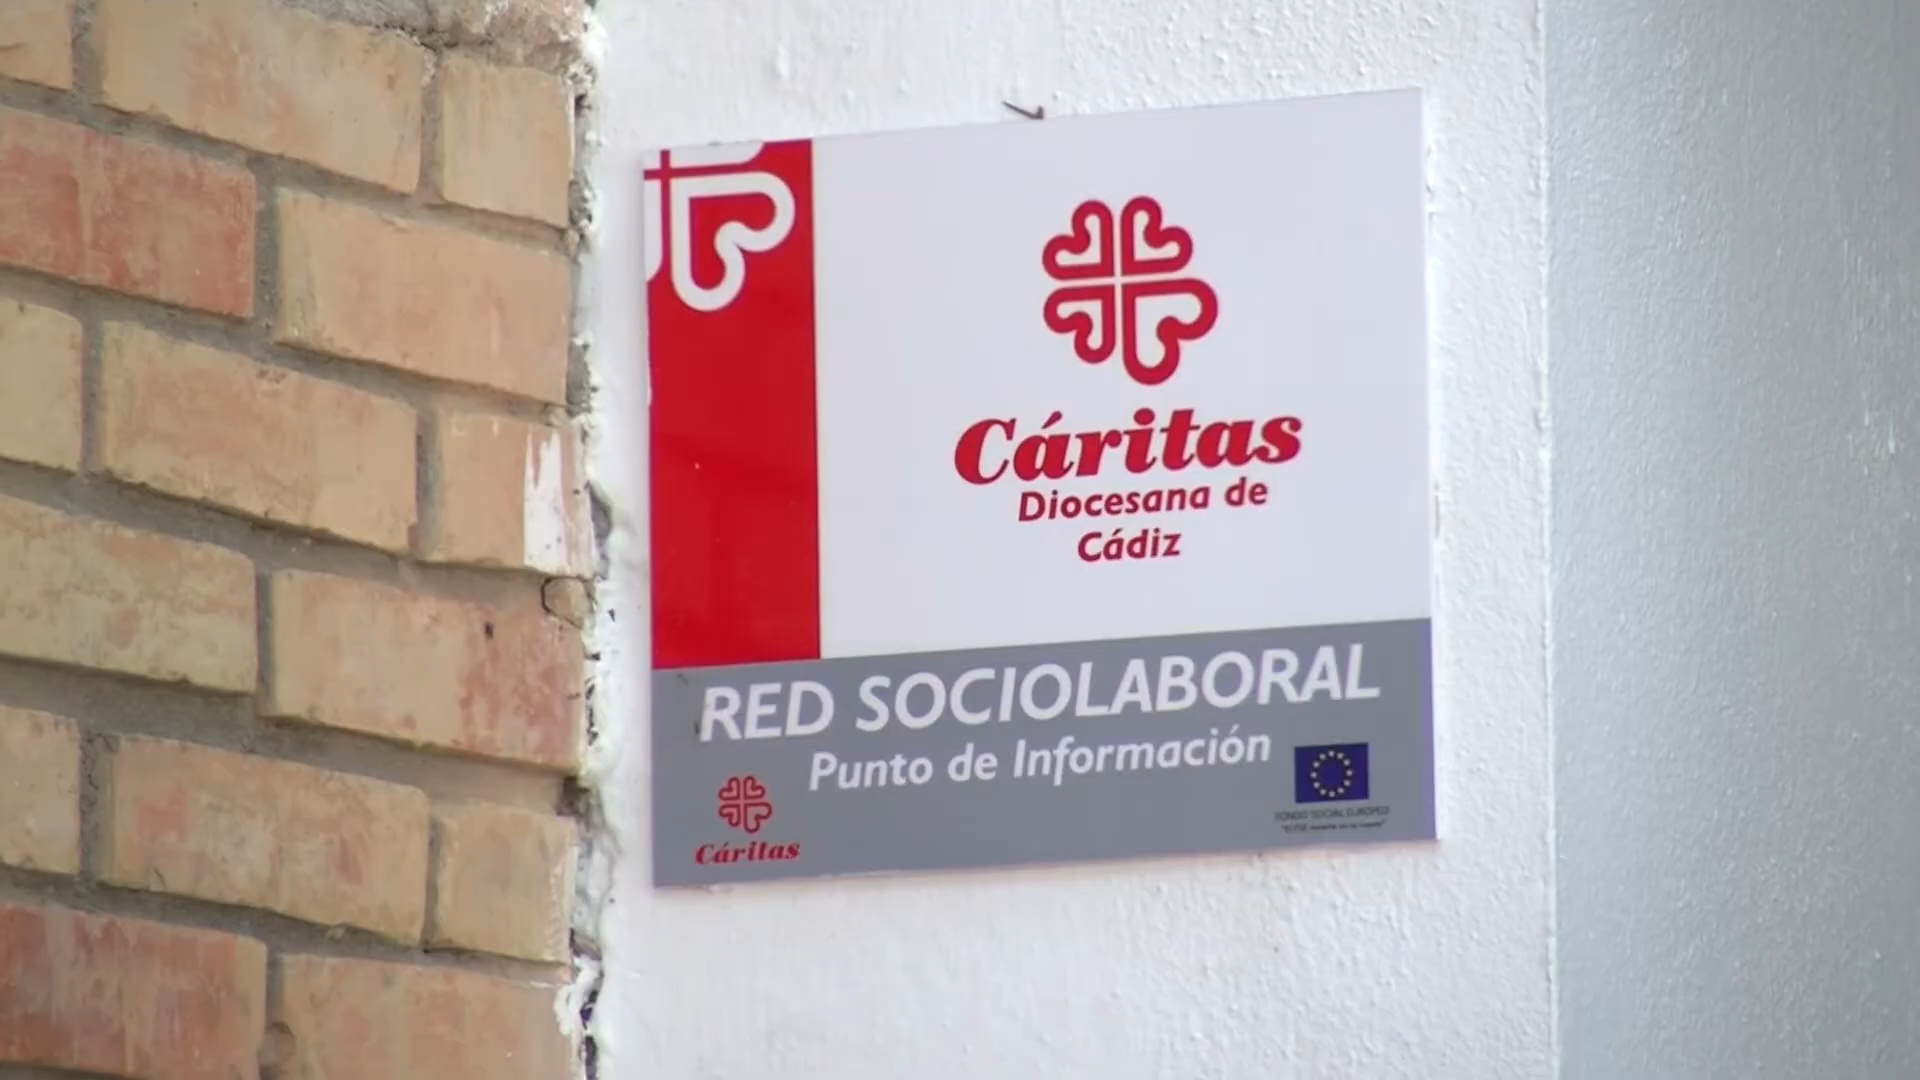 Cáritas
Diocesana de
Cádiz
RED SOCIOLABORAL
Punto de Información
Cáritas
FONDO SOCIAL EUROPEO